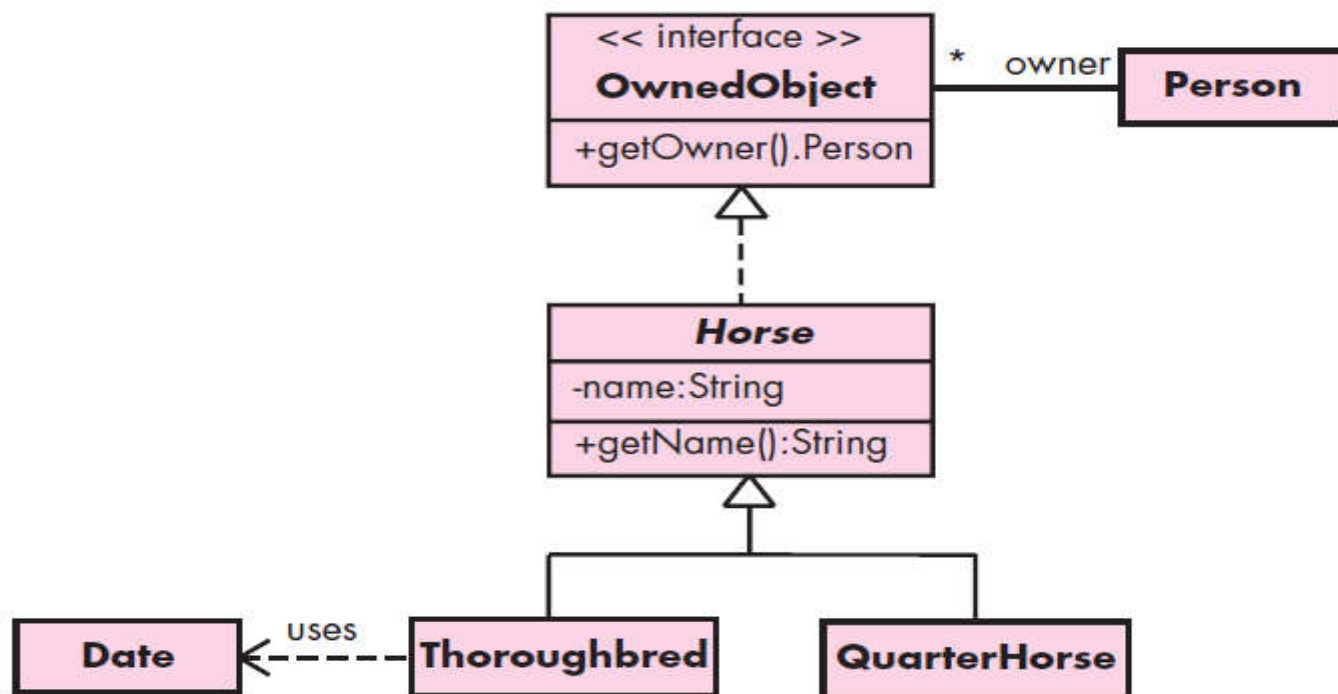 << interface >>
OwnedObject
* owner
Person
+getOwner().Person
Horse
-name:String
+getName():String
Date
uses
Thoroughbred
QuarterHorse